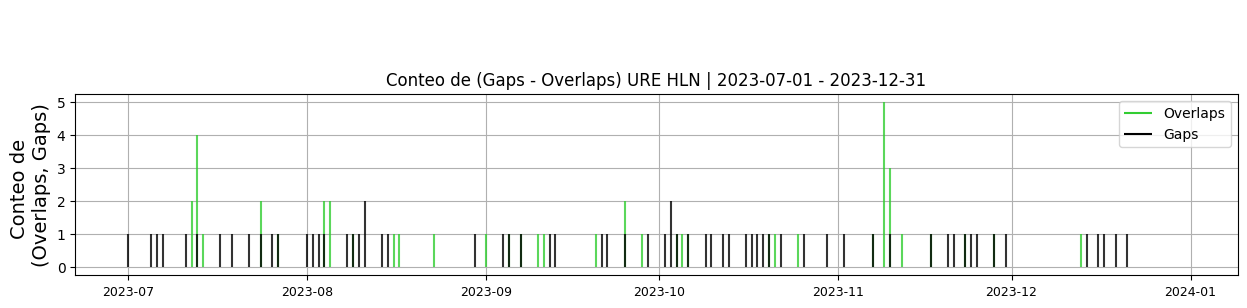 Conteo de (Gaps - Overlaps) URE HLN | 2023-07-01 - 2023-12-31
Conteo de
(Overlaps, Gaps)
5
4
3
2
1
0
Overlaps
Gaps
2023-07
2023-08
2023-09
2023-10
2023-11
2023-12
2024-01